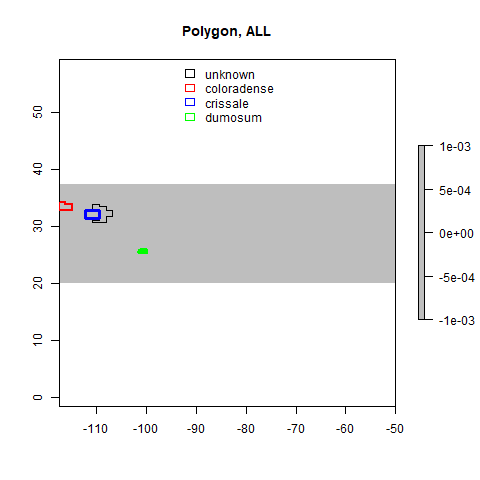 Polygon, ALL
unknown
coloradense
crissale
dumosum
50
40
30
20
10
0
-110
-100
-90
-80
-70
-60
-50
1e-03
5e-04
0e+00
-5e-04
-1e-03